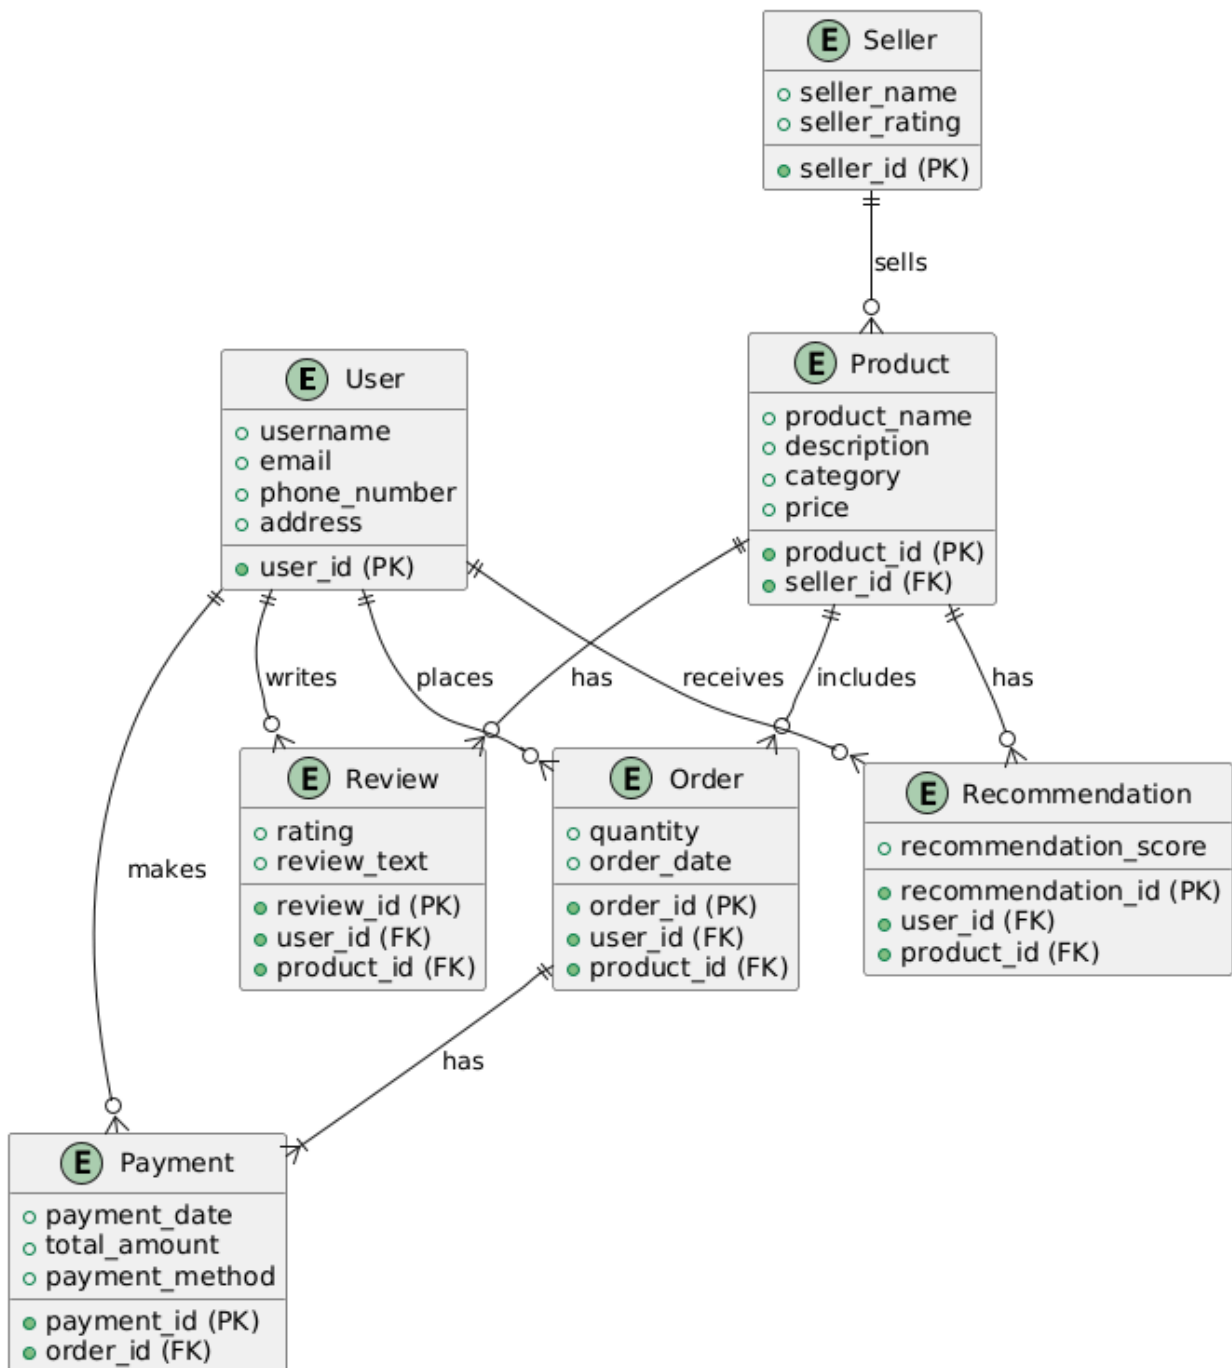 E Seller
seller_name
seller_rating
seller_id (PK)
sells
E User
username
email
phone_number
address
user_id (PK)
E Product
product_name
description
category
price
product_id (PK)
seller_id (FK)
writes
places
has
receives
includes
has
E Review
rating
review_text
review_id (PK)
user_id (FK)
product_id (FK)
E Order
quantity
order_date
order_id (PK)
user_id (FK)
product_id (FK)
E Recommendation
recommendation_score
recommendation_id (PK)
user_id (FK)
product_id (FK)
makes
has
E Payment
payment_date
total_amount
payment_method
payment_id (PK)
order_id (FK)